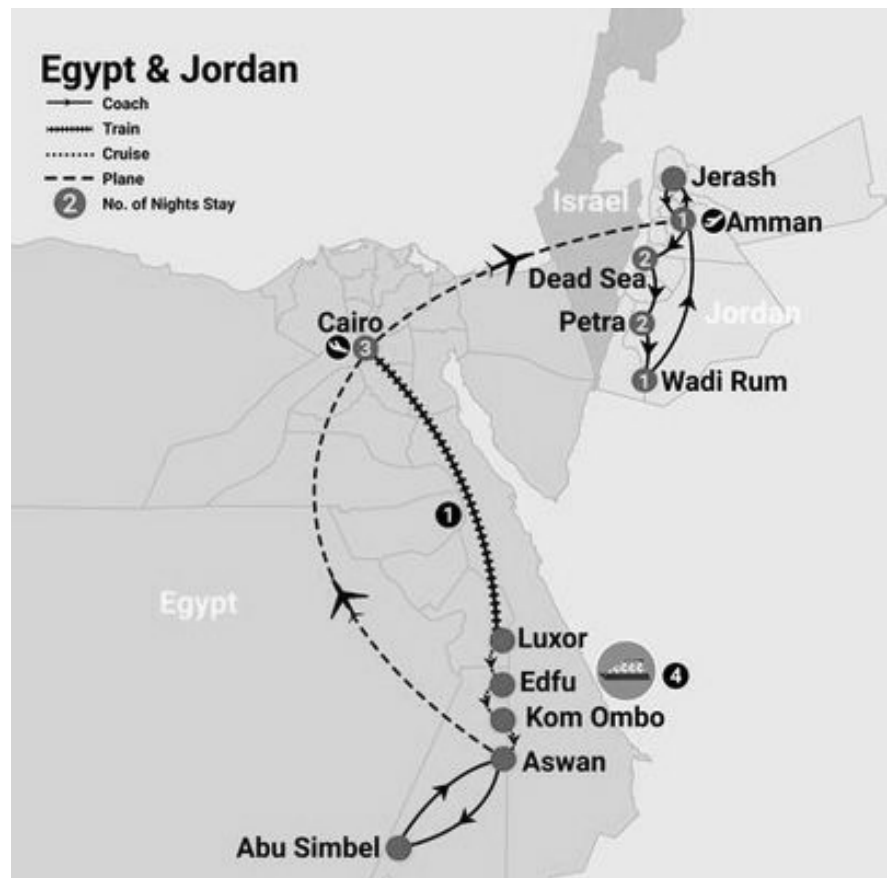 Egypt & Jordan
Coach
Train
Cruise
Plane
2 No. of Nights Stay
Jerash
Israel
1 Amman
2
Dead Sea
Petra 2
Jordan
1 Wadi Rum
Cairo
3
1
Egypt
Luxor
Edfu
4
Kom Ombo
Aswan
Abu Simbel